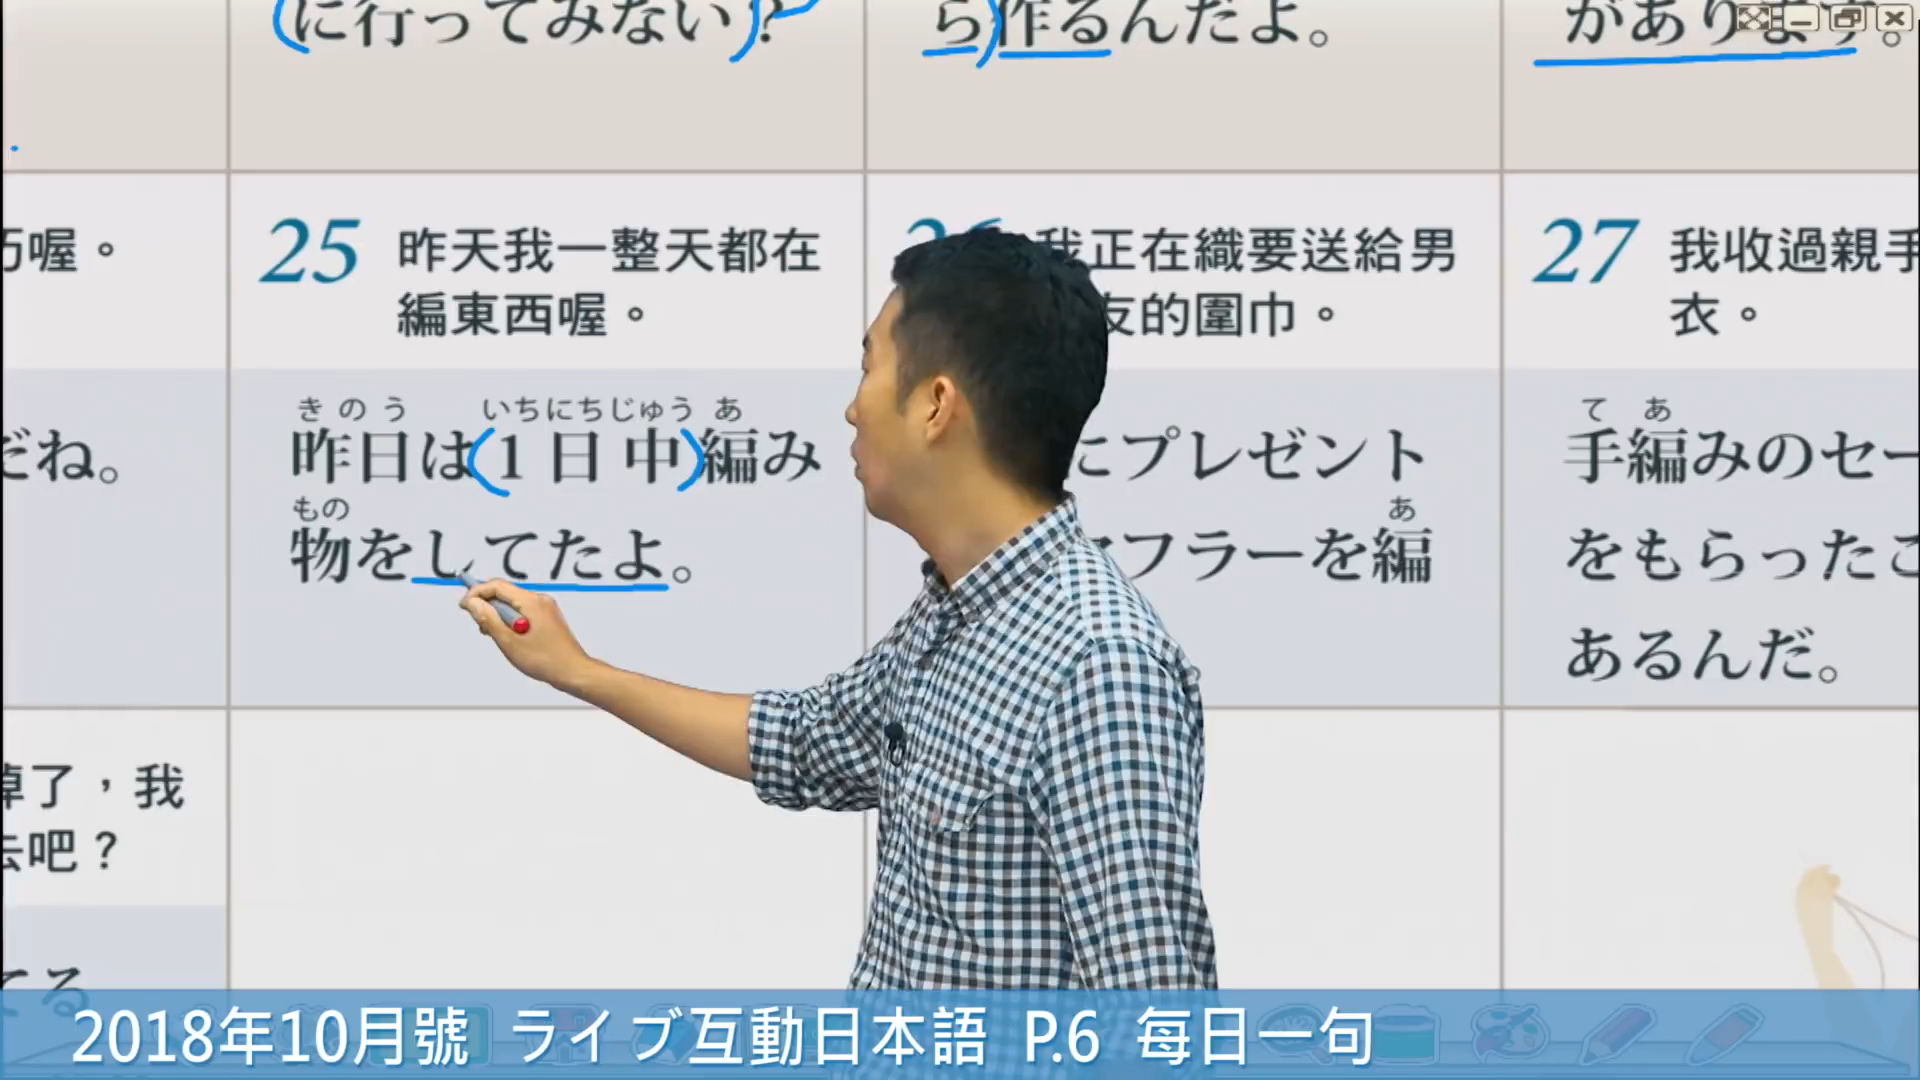 に行ってみない?
ら作るんだよ。
があります。
巧喔。
25 昨天我一整天都在
編東西喔。
きのう いちにちじゅう あ
昨日は(1日中)編み
もの
物をしてたよ。
26 我正在織要送給男
友的圍巾。
にプレゼント
あ
フラーを編
27 我收過親手
衣。
て あ
手編みのセー
をもらったこ
あるんだ。
だね。
掉了,我
去吧?
てる
2018年10月號 ライブ互動日本語 P.6 每日一句